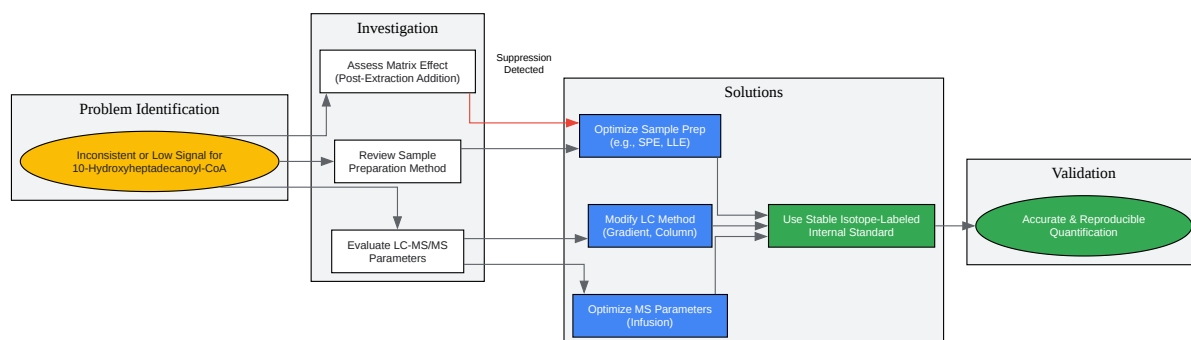 Problem Identification
Inconsistent or Low Signal for
10-Hydroxyheptadecanoyl-CoA
Investigation
Assess Matrix Effect
(Post-Extraction Addition)
Review Sample
Preparation Method
Evaluate LC-MS/MS
Parameters
Suppression
Detected
Solutions
Optimize Sample Prep
(e.g., SPE, LLE)
Modify LC Method
(Gradient, Column)
Optimize MS Parameters
(Infusion)
Use Stable Isotope-Labeled
Internal Standard
Validation
Accurate & Reproducible
Quantification